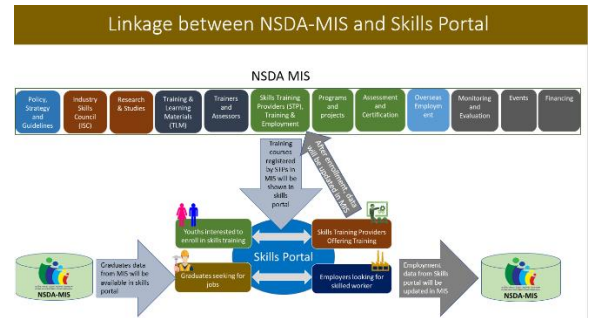 Linkage between NSDA-MIS and Skills Portal
NSDA MIS
Policy,
Strategy
and
Guidelines
Industry
Skills
Council
(ISC)
Research
& Studies
Training &
Learning
Materials
(TLM)
Trainers
and
Assessors
Skills Training
Providers (STP),
Training &
Employment
Programs
and
projects
Assessment
and
Certification
Overseas
Employm
ent
Monitoring
and
Evaluation
Events
Financing
Training
courses
registered
by STPs in
MIS will be
shown in
skills
portal
After enrollment, data
will be updated in MIS
Youths interested to
enroll in skills training
Skills Training Providers
Offering Training
Skills Portal
Graduates seeking for
jobs
Employers looking for
skilled worker
NSDA-MIS
Graduates data
from MIS will be
available in skills
portal
Employment
data from Skills
portal will be
updated in MIS
NSDA-MIS